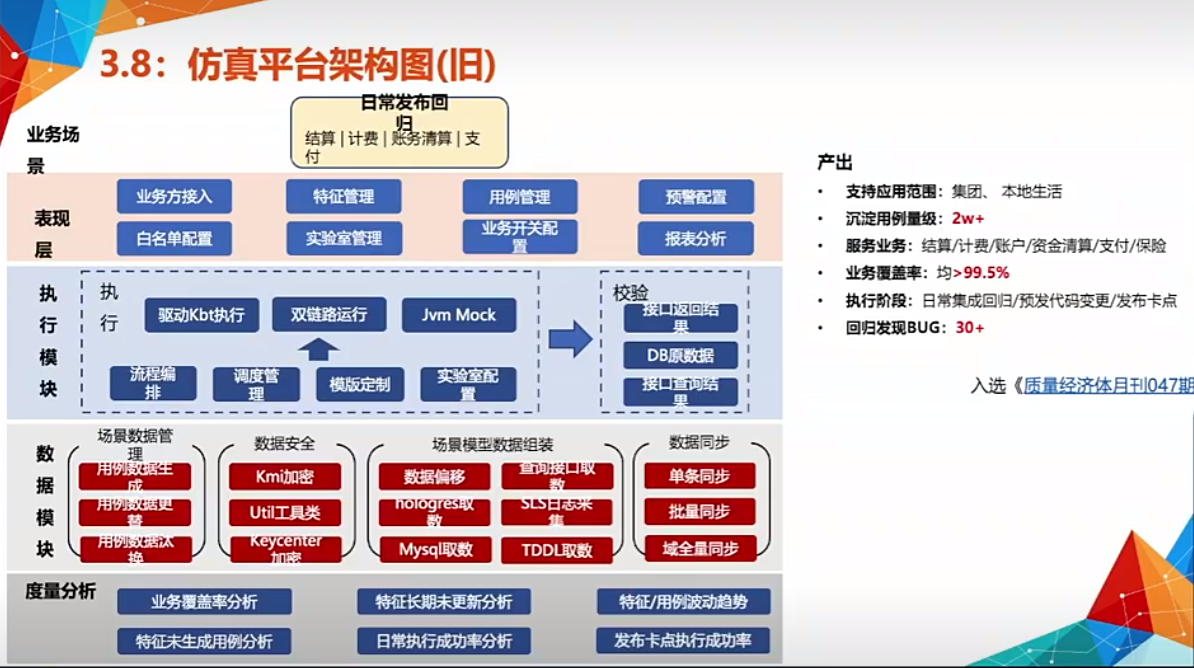 3.8：仿真平台架构图(旧)
日常发布回
归
结算 | 计费 | 账务清算 | 支
付
业务场
景
表现
层
业务方接入
特征管理
用例管理
预警配置
白名单配置
实验室管理
业务开关配
置
报表分析
执
行
模
块
执
行
驱动Kbt执行
双链路运行
Jvm Mock
流程编
排
调度管
理
模版定制
实验室配
置
校验
接口返回结
果
DB原数据
接口查询结
果
数
据
模
块
场景数据管
理
用例数据生
成
用例数据更
替
用例数据汰
换
数据安全
Kmi加密
Util工具类
Keycenter
加密
场景模型数据组装
数据偏移
查询接口取
数
hologres取
数
SLS日志采
集
Mysql取数
TDDL取数
数据同步
单条同步
批量同步
域全量同步
度量分析
业务覆盖率分析
特征长期未更新分析
特征/用例波动趋势
特征未生成用例分析
日常执行成功率分析
发布卡点执行成功率
产出
• 支持应用范围：集团、 本地生活
• 沉淀用例量级：2w+
• 服务业务：结算/计费/账户/资金清算/支付/保险
• 业务覆盖率：均>99.5%
• 执行阶段：日常集成回归/预发代码变更/发布卡点
• 回归发现BUG：30+
入选《质量经济体月刊047期